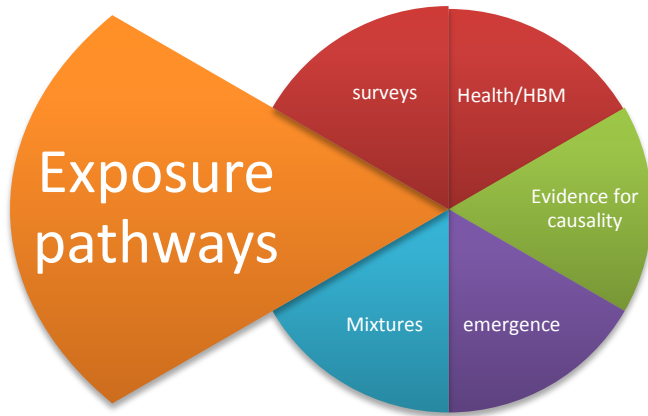 surveys
Health/HBM
Exposure
pathways
Evidence for
causality
Mixtures
emergence